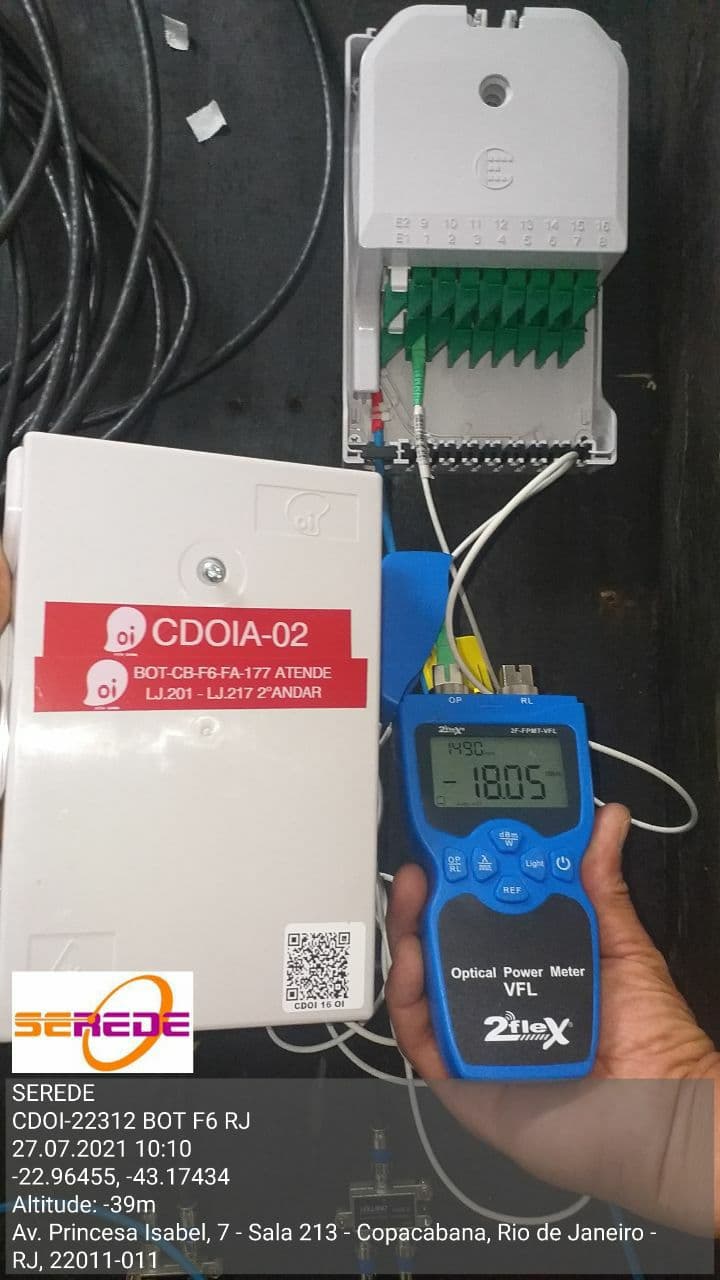 E2 9 10 11 12 13 14 15 16
E1 1 2 3 4 5 6 7 8
oi
oi CDOIA-02
oi BOT-CB-F6-FA-177 ATENDE
LJ.201 - LJ.217 2°ANDAR
OP RL
2fleX 2F-FPMT-VFL
1490
-18.05
dBm
W
OP
RL
λ
Light
REF
Optical Power Meter
VFL
2fleX
CDOI 16 OI
SEREDE
SEREDE
CDOI-22312 BOT F6 RJ
27.07.2021 10:10
-22.96455, -43.17434
Altitude: -39m
Av. Princesa Isabel, 7 - Sala 213 - Copacabana, Rio de Janeiro -
RJ, 22011-011